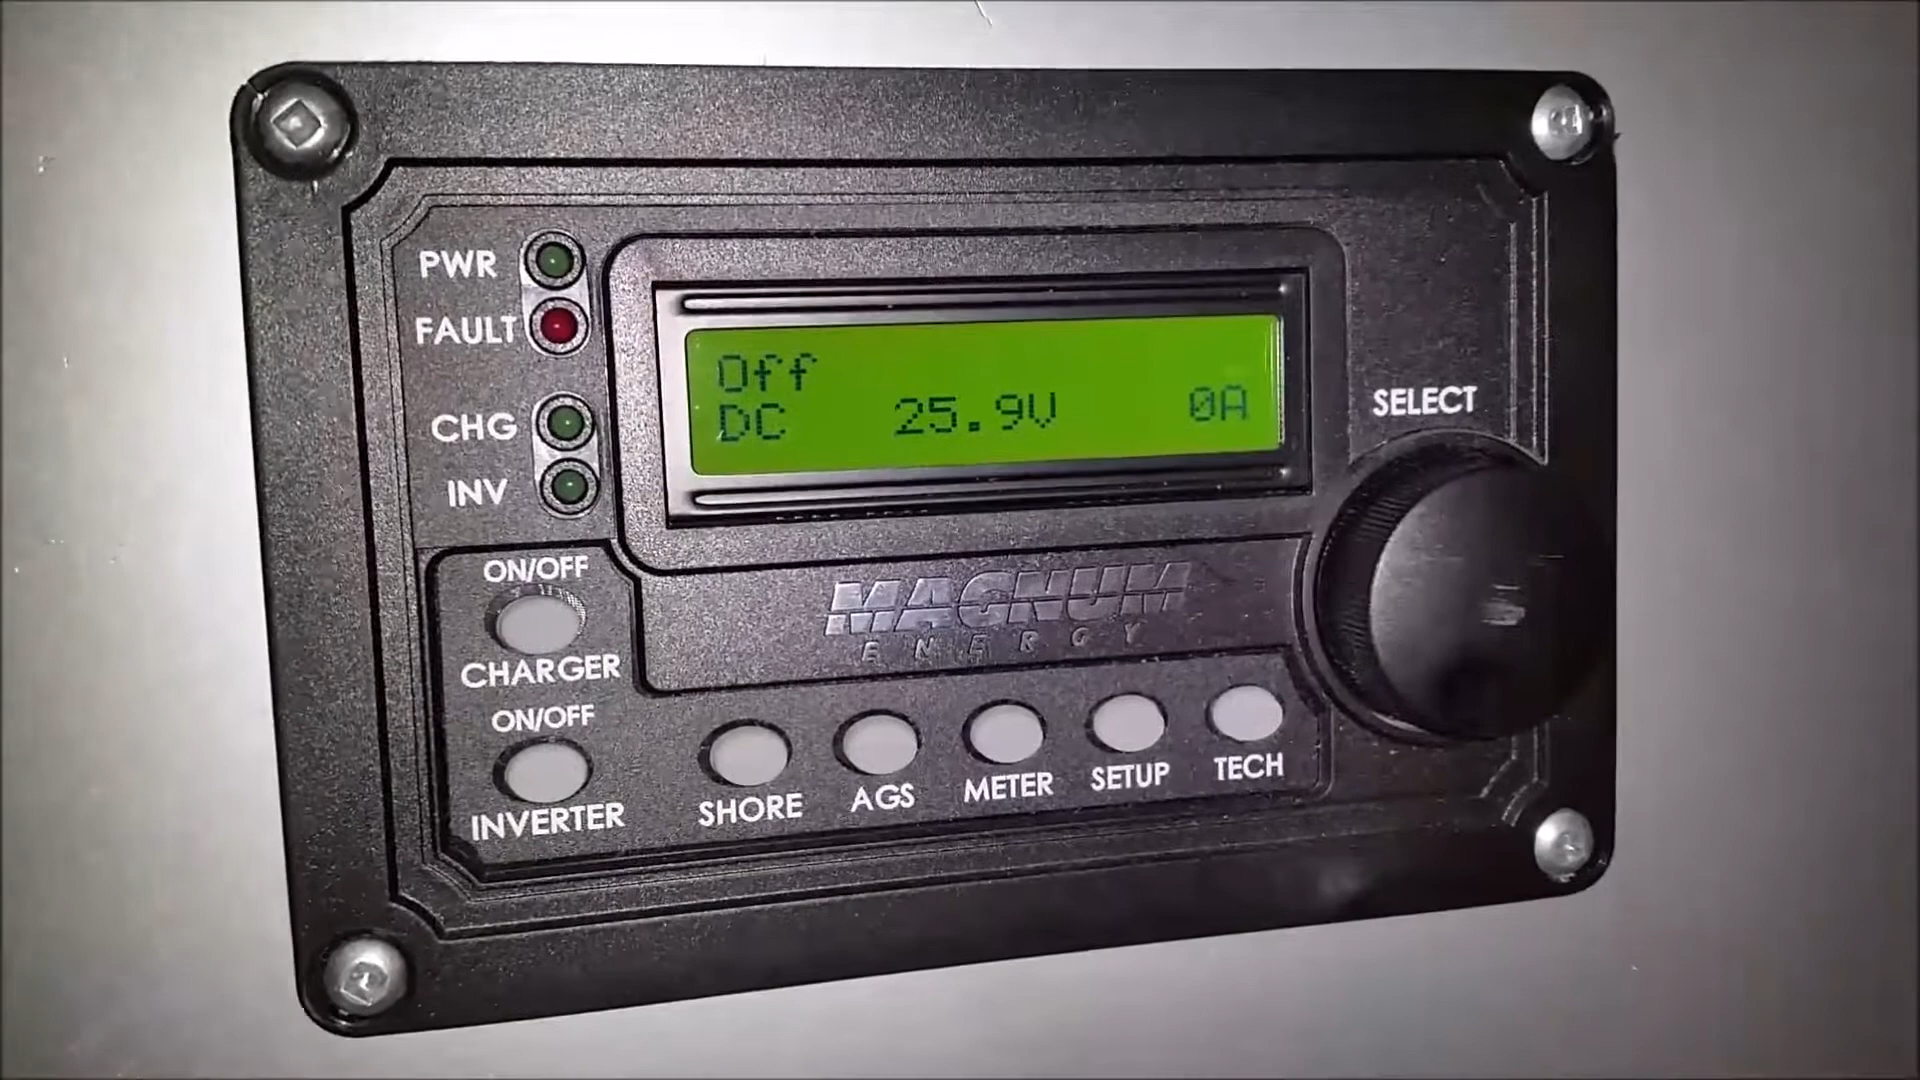 PWR
FAULT
CHG
INV
Off
DC 25.9V 0A
SELECT
ON/OFF
CHARGER
ON/OFF
INVERTER
MAGNUM
ENERGY
SHORE
AGS
METER
SETUP
TECH